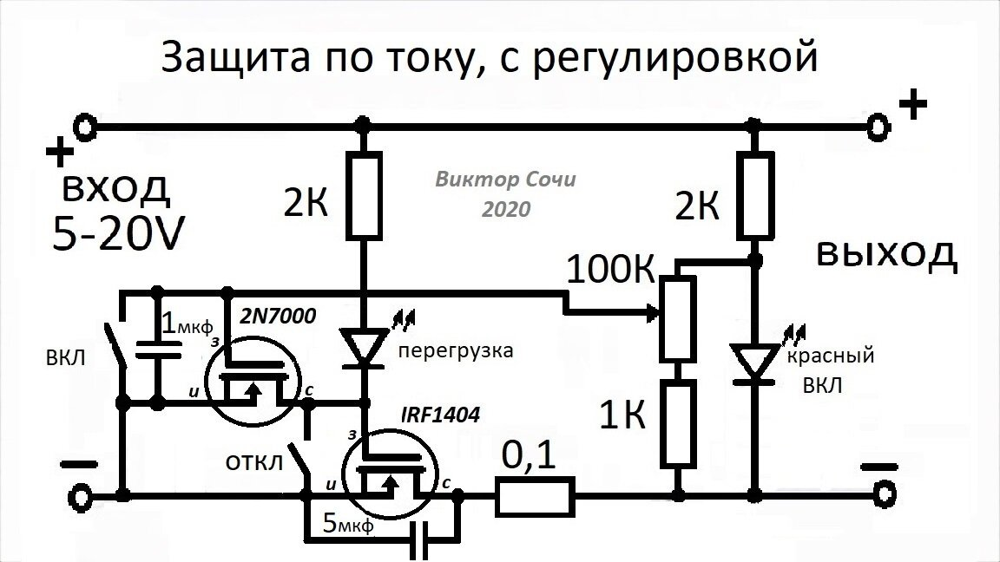 Защита по току, с регулировкой
+
+
вход
5-20V
2К
Виктор Сочи
2020
2К
выход
100К
1мкф
2N7000
з
ВКЛ
перегрузка
красный
ВКЛ
и
с
IRF1404
1К
з
ОТКЛ
0,1
и
с
−
−
5мкф